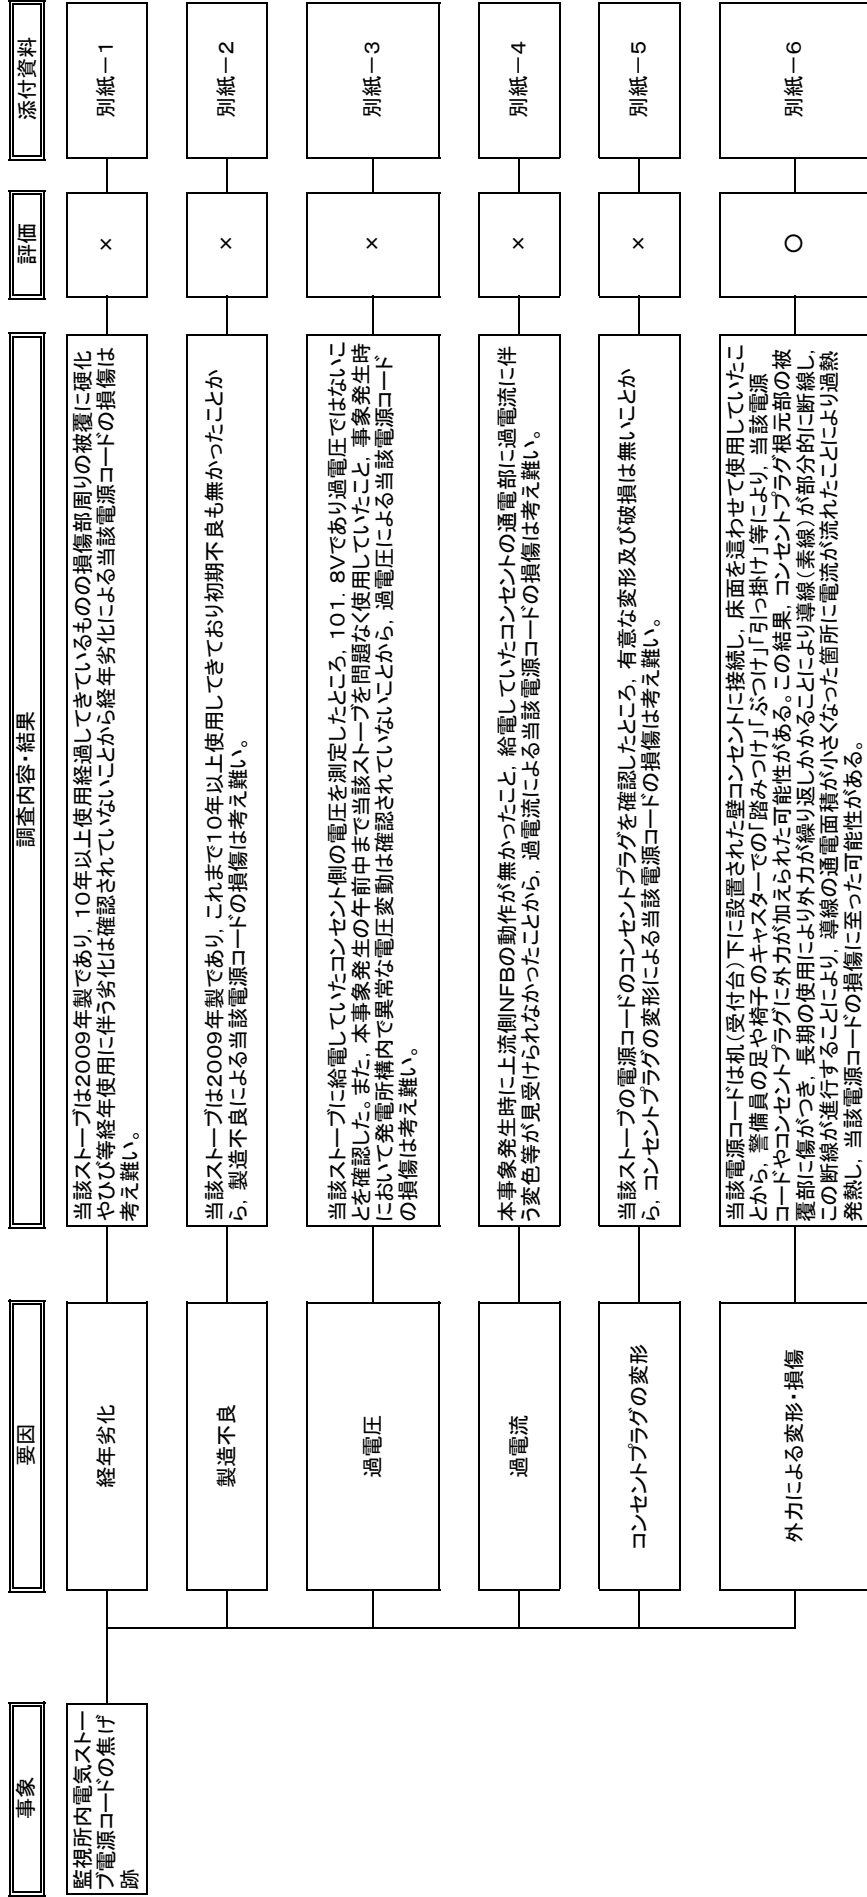 事象
要因
調査内容・結果
評価
添付資料
監視所内電気ストー
ブ電源コードの焦げ
跡
経年劣化
当該ストーブは2009年製であり，10年以上使用経過してきているものの損傷部周りの被覆に硬化
やひび等経年使用に伴う劣化は確認されていないことから経年劣化による当該電源コードの損傷は
考え難い。
×
別紙－1
製造不良
当該ストーブは2009年製であり，これまで10年以上使用してきており初期不良も無かったことか
ら，製造不良による当該電源コードの損傷は考え難い。
×
別紙－2
過電圧
当該ストーブに給電していたコンセント側の電圧を測定したところ，101．8Vであり過電圧ではないこ
とを確認した。また，本事象発生の午前中まで当該ストーブを問題なく使用していたこと，事象発生時
において発電所構内で異常な電圧変動は確認されていないことから，過電圧による当該電源コード
の損傷は考え難い。
×
別紙－3
過電流
本事象発生時に上流側NFBの動作が無かったこと，給電していたコンセントの通電部に過電流に伴
う変色等が見受けられなかったことから，過電流による当該電源コードの損傷は考え難い。
×
別紙－4
コンセントプラグの変形
当該ストーブの電源コードのコンセントプラグを確認したところ，有意な変形及び破損は無いことか
ら，コンセントプラグの変形による当該電源コードの損傷は考え難い。
×
別紙－5
外力による変形・損傷
当該電源コードは机（受付台）下に設置された壁コンセントに接続し，床面を這わせて使用していたこ
とから，警備員の足や椅子のキャスターでの「踏みつけ」「ぶつけ」「引っ掛け」等により，当該電源
コードやコンセントプラグに外力が加えられた可能性がある。この結果，コンセントプラグ根元部の被
覆部に傷がつき，長期の使用により外力が繰り返しかかることにより導線（素線）が部分的に断線し，
この断線が進行することにより，導線の通電面積が小さくなった箇所に電流が流れたことにより過熱
発熱し，当該電源コードの損傷に至った可能性がある。
○
別紙－6